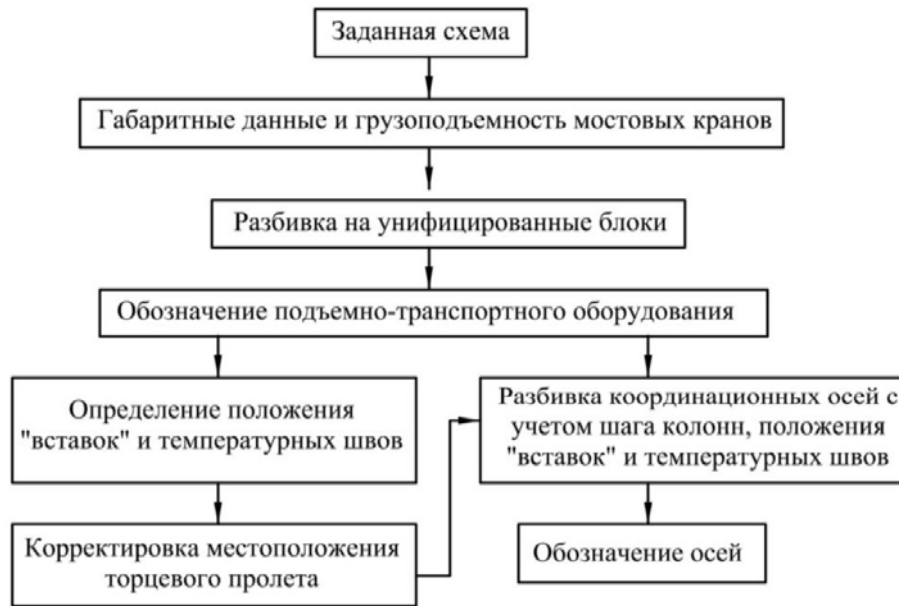 Заданная схема
Габаритные данные и грузоподъемность мостовых кранов
Разбивка на унифицированные блоки
Обозначение подъемно-транспортного оборудования
Определение положения
"вставок" и температурных швов
Разбивка координационных осей с
учетом шага колонн, положения
"вставок" и температурных швов
Корректировка местоположения
торцевого пролета
Обозначение осей